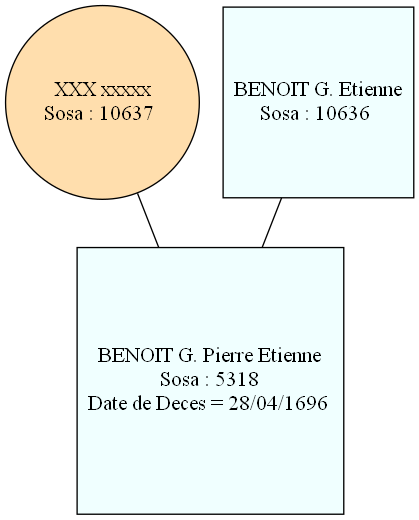 XXX xxxxx
Sosa : 10637
BENOIT G. Etienne
Sosa : 10636
BENOIT G. Pierre Etienne
Sosa : 5318
Date de Deces = 28/04/1696